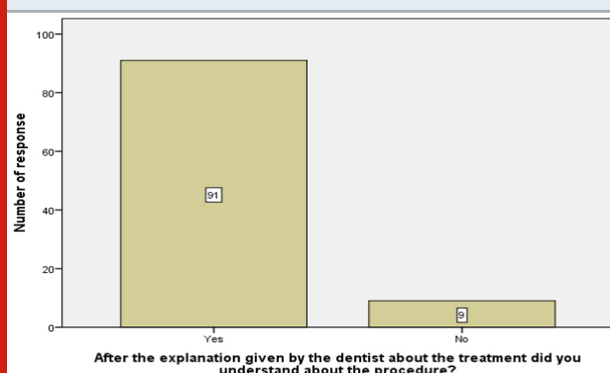 Number of response
100
80
60
40
20
0
91
9
Yes
No
After the explanation given by the dentist about the treatment did you
understand about the procedure?